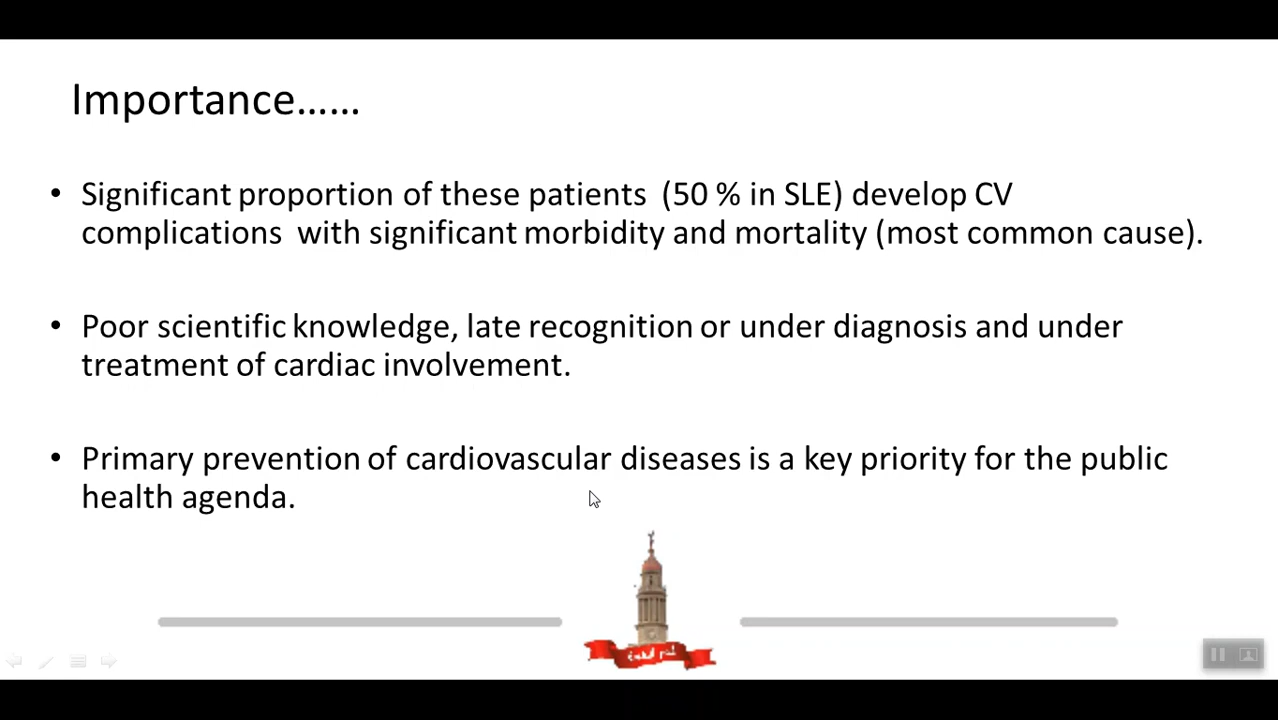 Importance......
• Significant proportion of these patients (50 % in SLE) develop CV
complications with significant morbidity and mortality (most common cause).
• Poor scientific knowledge, late recognition or under diagnosis and under
treatment of cardiac involvement.
• Primary prevention of cardiovascular diseases is a key priority for the public
health agenda.